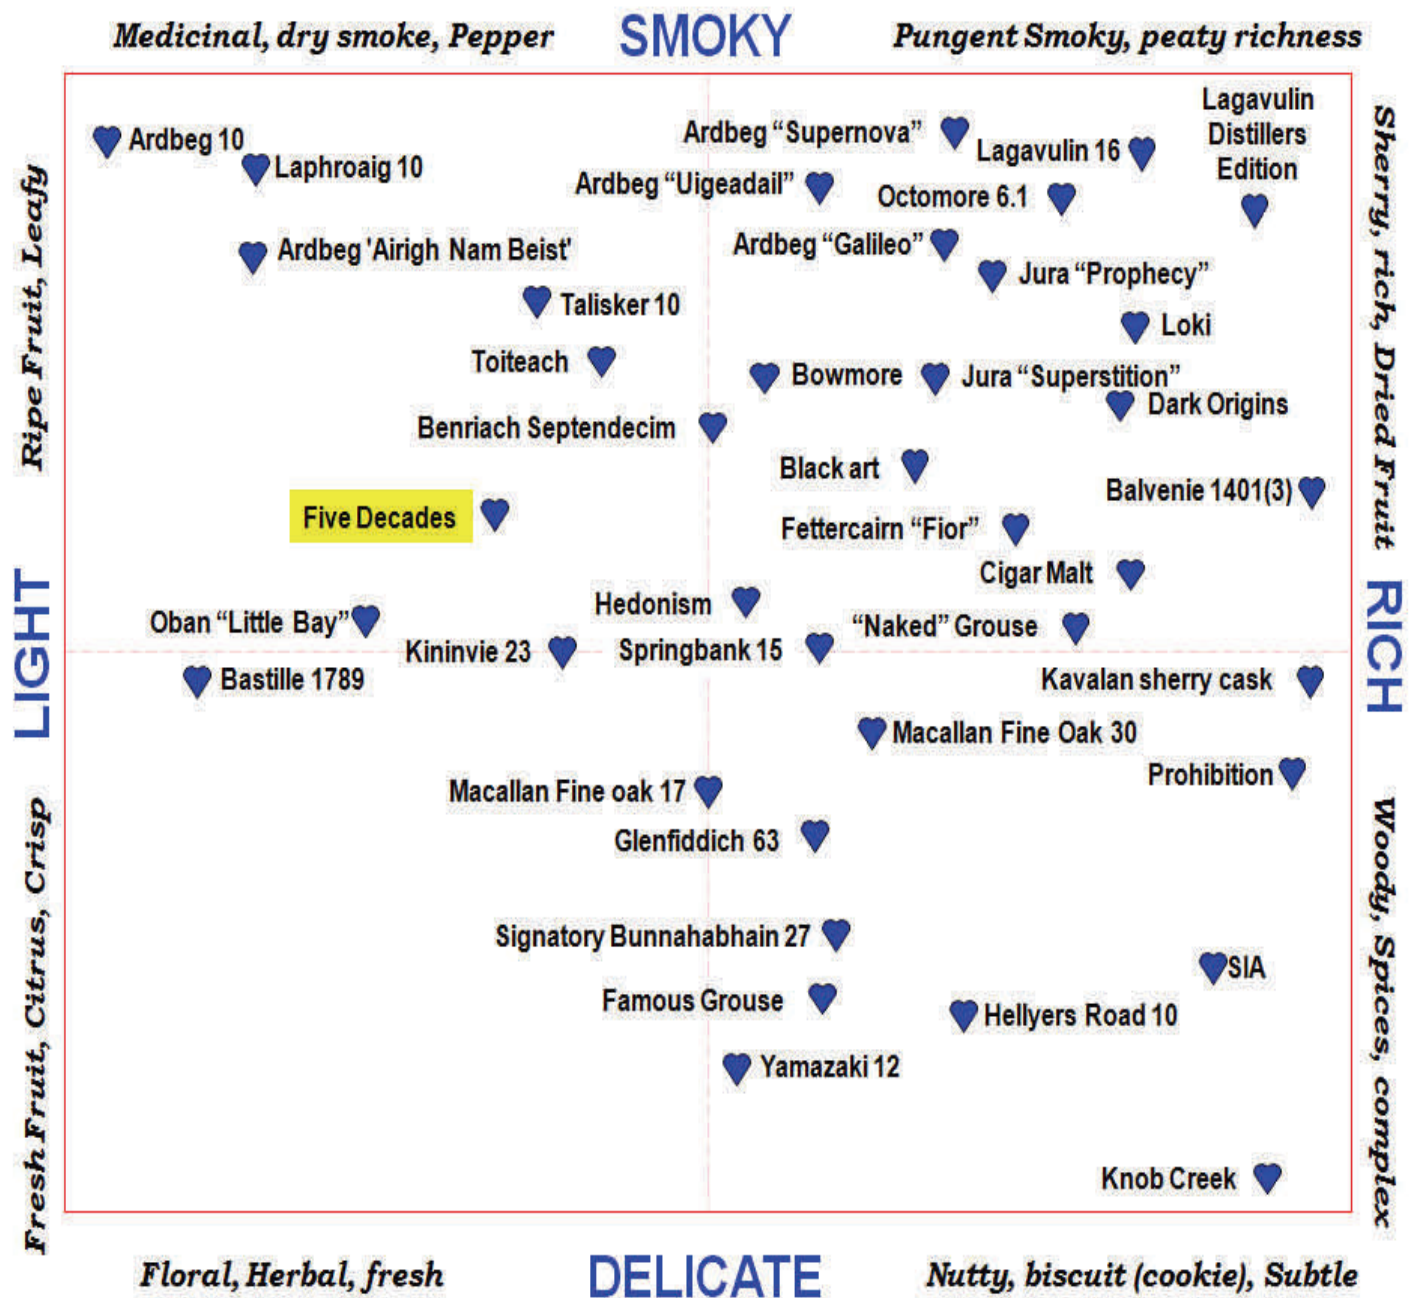 Medicinal, dry smoke, Pepper
SMOKY
Pungent Smoky, peaty richness
Ripe Fruit, Leafy
LIGHT
Fresh Fruit, Citrus, Crisp
Sherry, rich, Dried Fruit
RICH
Woody, Spices, complex
Ardbeg 10
Laphroaig 10
Ardbeg 'Airigh Nam Beist'
Talisker 10
Toiteach
Benriach Septendecim
Five Decades
Oban “Little Bay”
Kininvie 23
Bastille 1789
Ardbeg “Supernova”
Lagavulin 16
Lagavulin
Distillers
Edition
Ardbeg “Uigeadail”
Octomore 6.1
Ardbeg “Galileo”
Jura “Prophecy”
Loki
Bowmore
Jura “Superstition”
Dark Origins
Black art
Balvenie 1401(3)
Fettercairn “Fior”
Cigar Malt
Hedonism
“Naked” Grouse
Springbank 15
Kavalan sherry cask
Macallan Fine Oak 30
Prohibition
Macallan Fine oak 17
Glenfiddich 63
Signatory Bunnahabhain 27
SIA
Famous Grouse
Hellyers Road 10
Yamazaki 12
Knob Creek
Floral, Herbal, fresh
DELICATE
Nutty, biscuit (cookie), Subtle